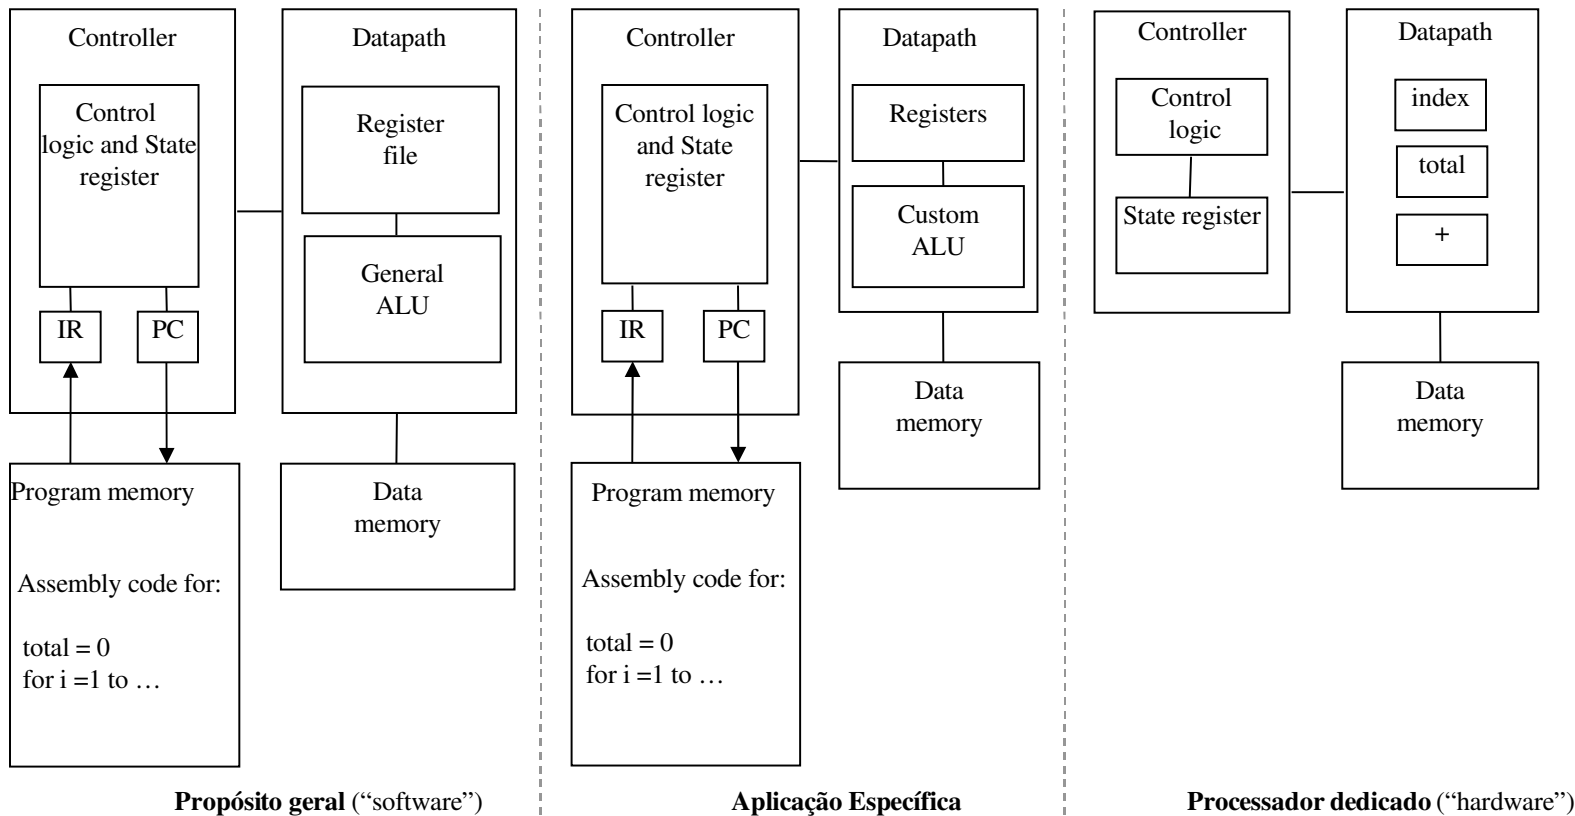 Controller
Datapath
Control
logic and State
register
Register
file
General
ALU
IR
PC
Program memory
Assembly code for:
total = 0
for i =1 to …
Data
memory
Propósito geral (“software”)
Controller
Datapath
Control logic
and State
register
Registers
Custom
ALU
IR
PC
Data
memory
Program memory
Assembly code for:
total = 0
for i =1 to …
Aplicação Específica
Controller
Datapath
Control
logic
State register
index
total
+
Data
memory
Processador dedicado (“hardware”)